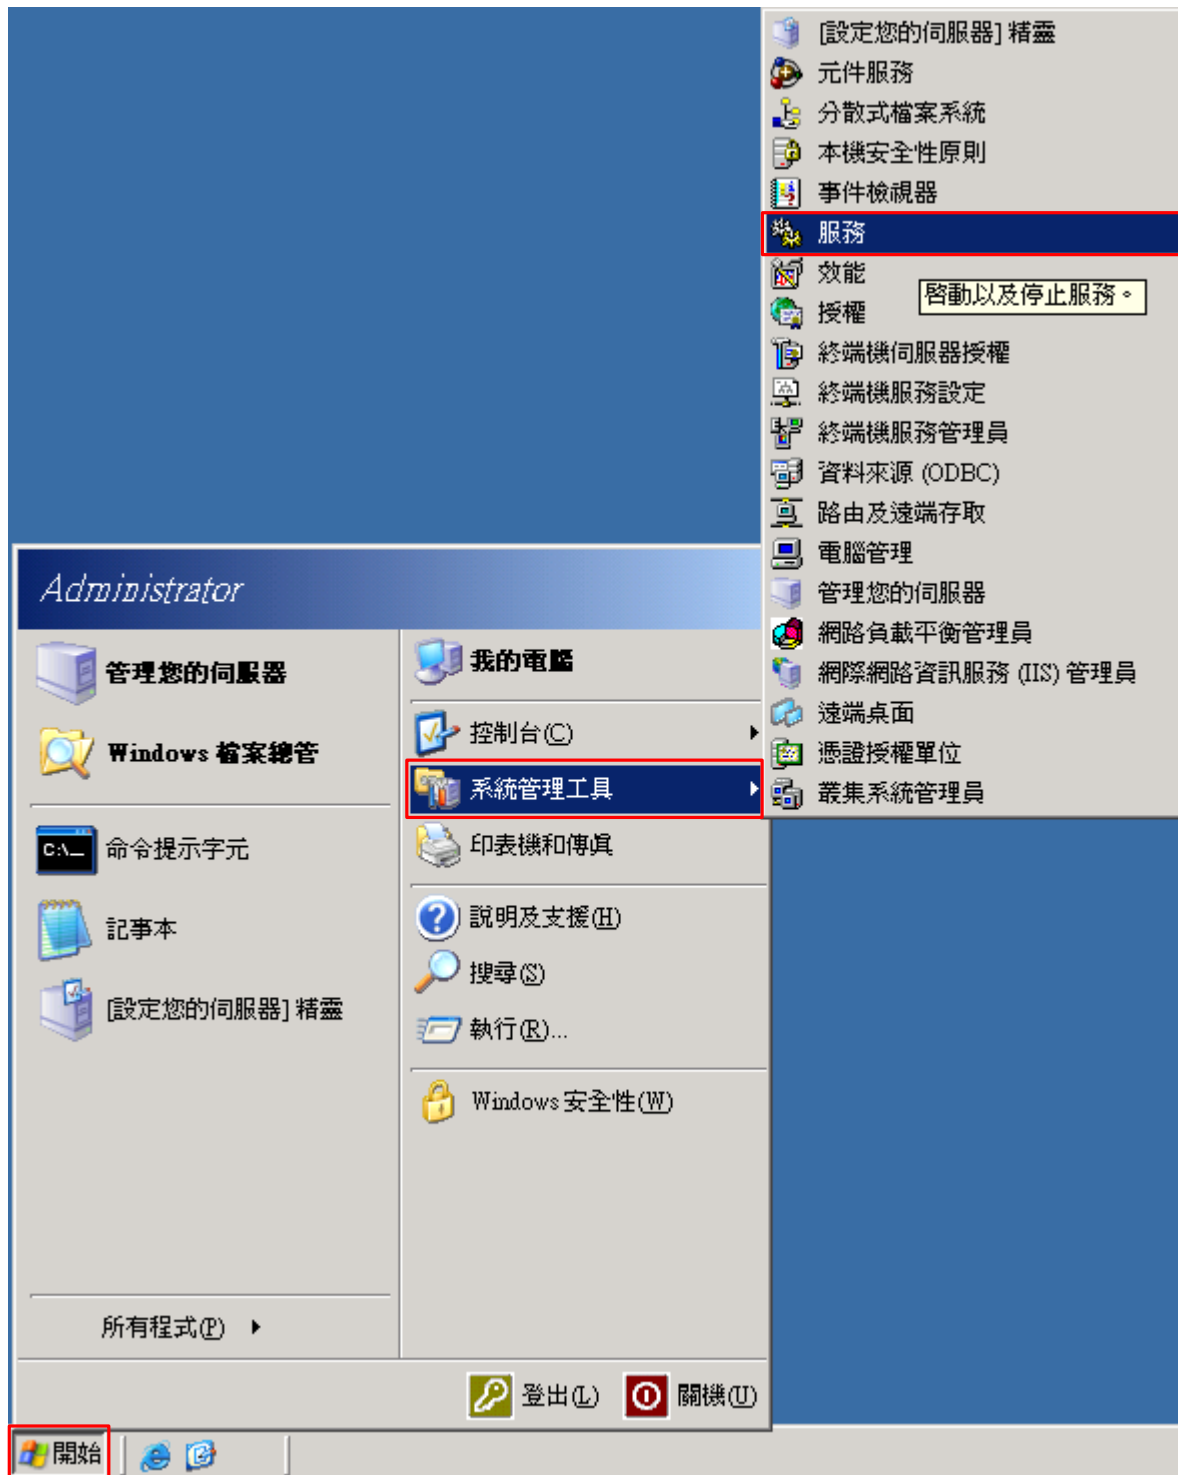 [設定您的伺服器] 精靈
元件服務
分散式檔案系統
本機安全性原則
事件檢視器
服務
效能
啓動以及停止服務。
授權
終端機伺服器授權
終端機服務設定
終端機服務管理員
資料來源 (ODBC)
路由及遠端存取
電腦管理
管理您的伺服器
網路負載平衡管理員
網際網路資訊服務 (IIS) 管理員
遠端桌面
憑證授權單位
叢集系統管理員
Administrator
管理您的伺服器
Windows 檔案總管
命令提示字元
C:\_
記事本
[設定您的伺服器] 精靈
所有程式(P)
我的電腦
控制台(C)
系統管理工具
印表機和傳真
說明及支援(H)
搜尋(S)
執行(R)...
Windows 安全性(W)
登出(L)
關機(U)
開始